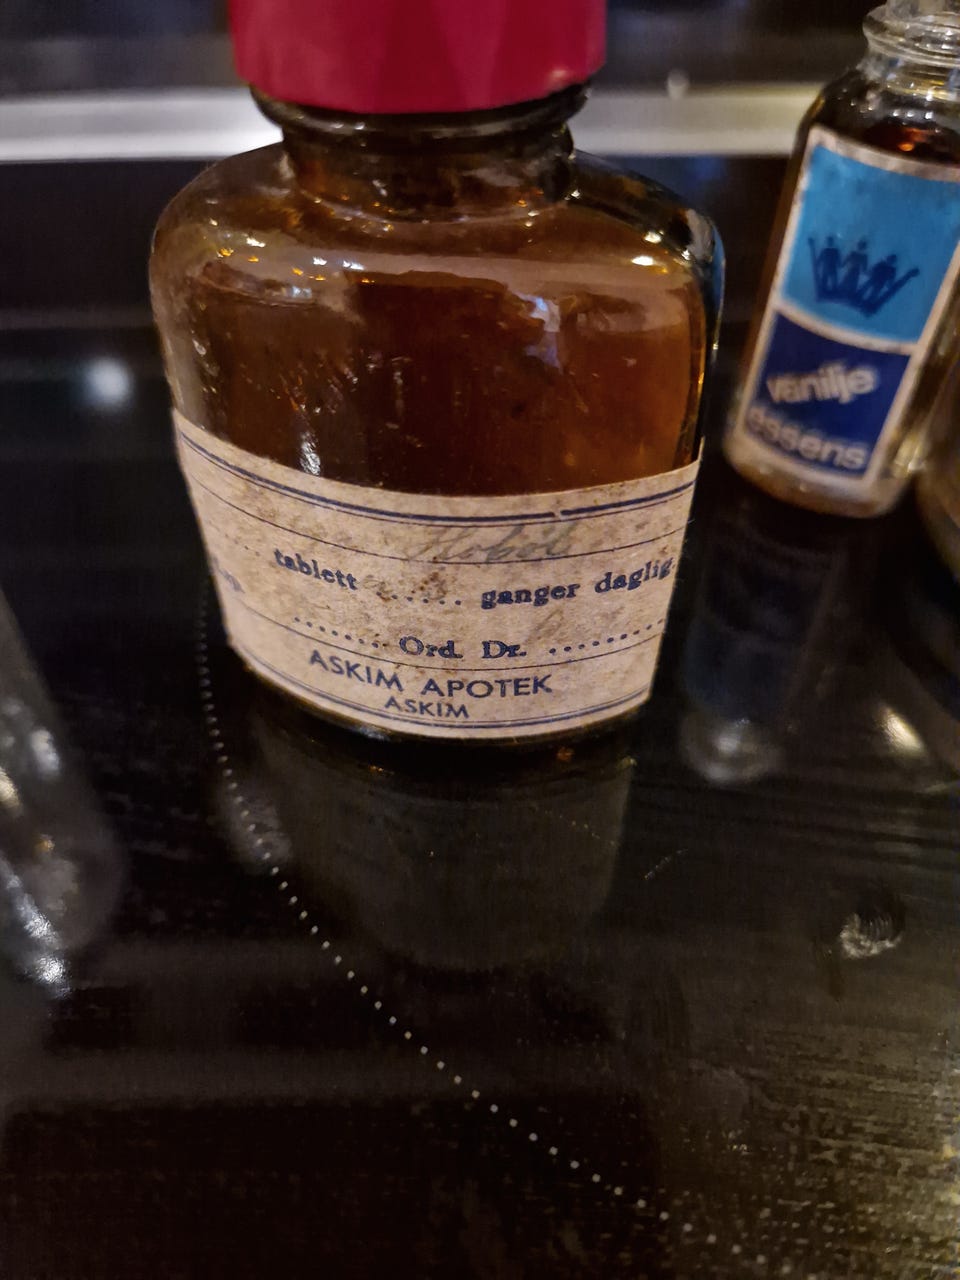 tablett ...... ganger daglig
........ Ord. Dr. .........
ASKIM APOTEK
ASKIM
vanilje
essens